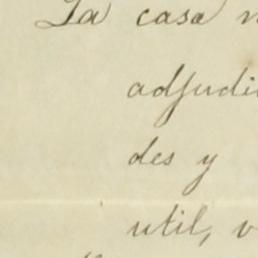 La casa
adjudi
des y
util, v